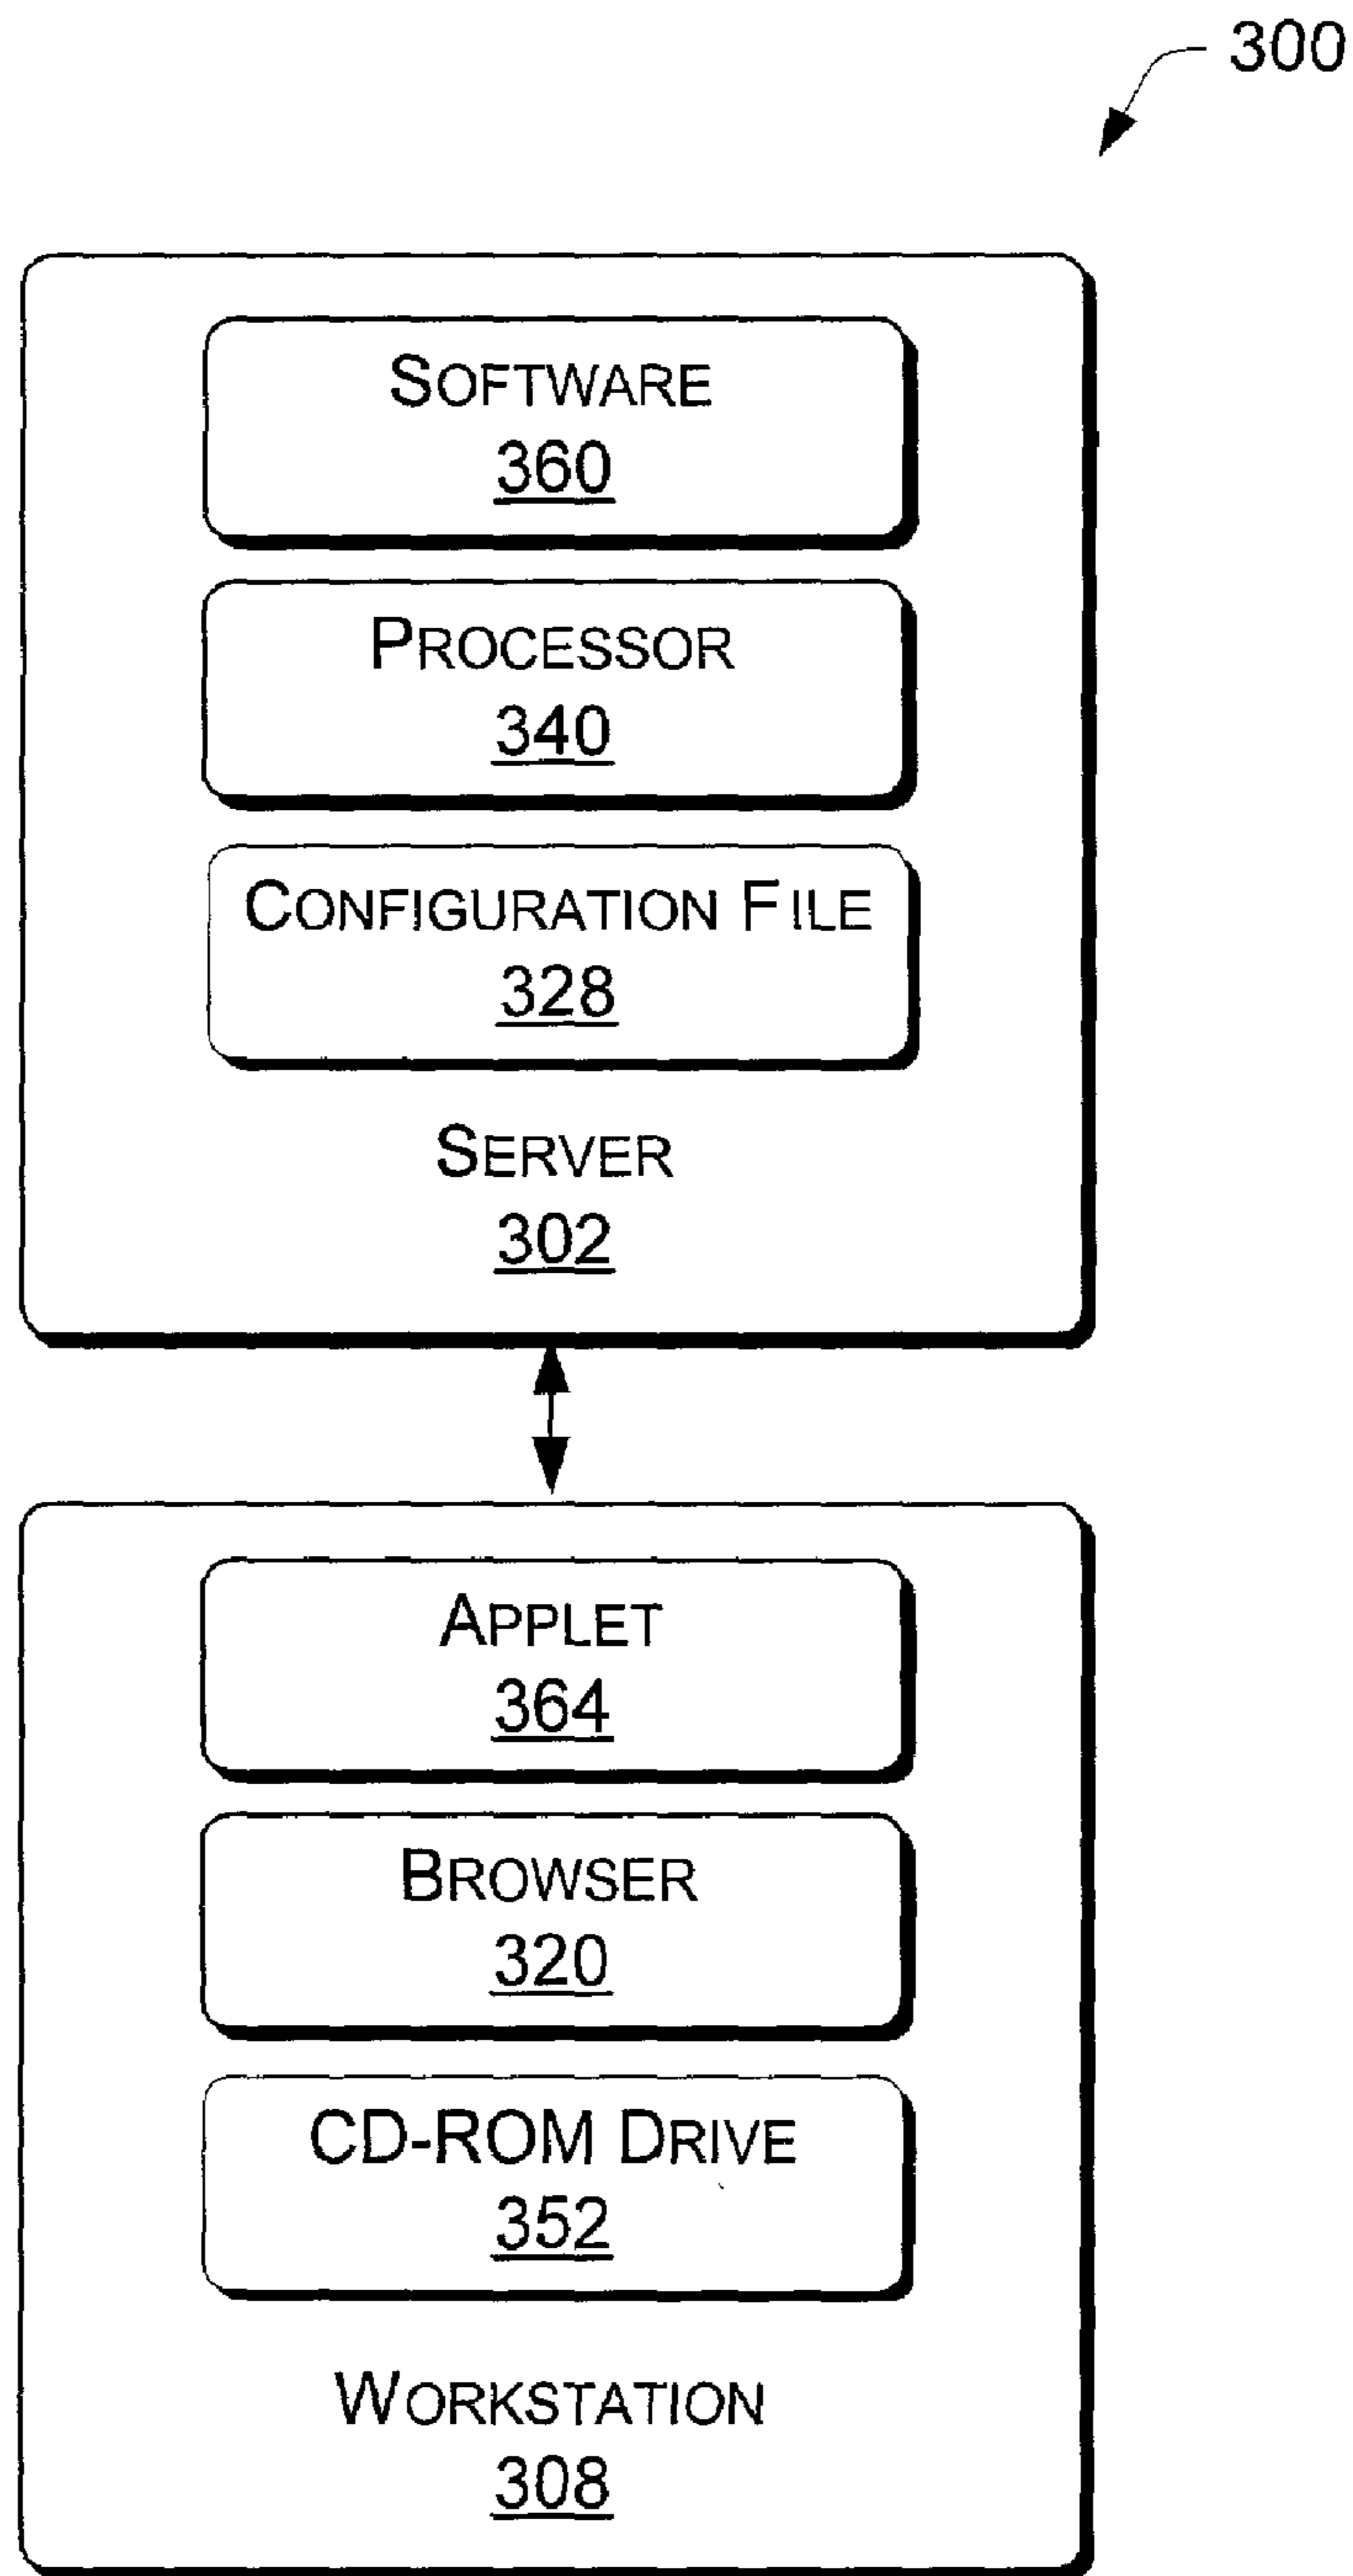 300
SOFTWARE
360
PROCESSOR
340
CONFIGURATION FILE
328
SERVER
302
APPLET
364
BROWSER
320
CD-ROM DRIVE
352
WORKSTATION
308